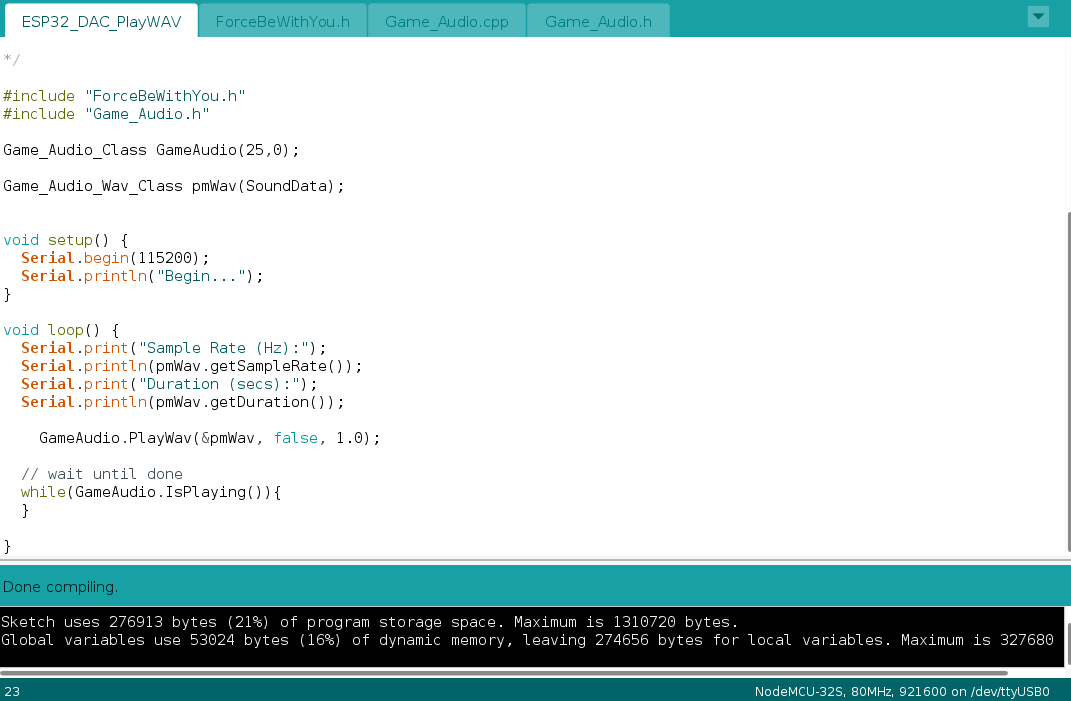 ESP32_DAC_PlayWAV ForceBeWithYou.h Game_Audio.cpp Game_Audio.h
*/
#include "ForceBeWithYou.h"
#include "Game_Audio.h"
Game_Audio_Class GameAudio(25,0);
Game_Audio_Wav_Class pmWav(SoundData);
void setup() {
  Serial.begin(115200);
  Serial.println("Begin...");
}
void loop() {
  Serial.print("Sample Rate (Hz):");
  Serial.println(pmWav.getSampleRate());
  Serial.print("Duration (secs):");
  Serial.println(pmWav.getDuration());
    GameAudio.PlayWav(&pmWav, false, 1.0);
  // wait until done
  while(GameAudio.IsPlaying()){
  }
}
Done compiling.
Sketch uses 276913 bytes (21%) of program storage space. Maximum is 1310720 bytes.
Global variables use 53024 bytes (16%) of dynamic memory, leaving 274656 bytes for local variables. Maximum is 327680
23 NodeMCU-32S, 80MHz, 921600 on /dev/ttyUSB0